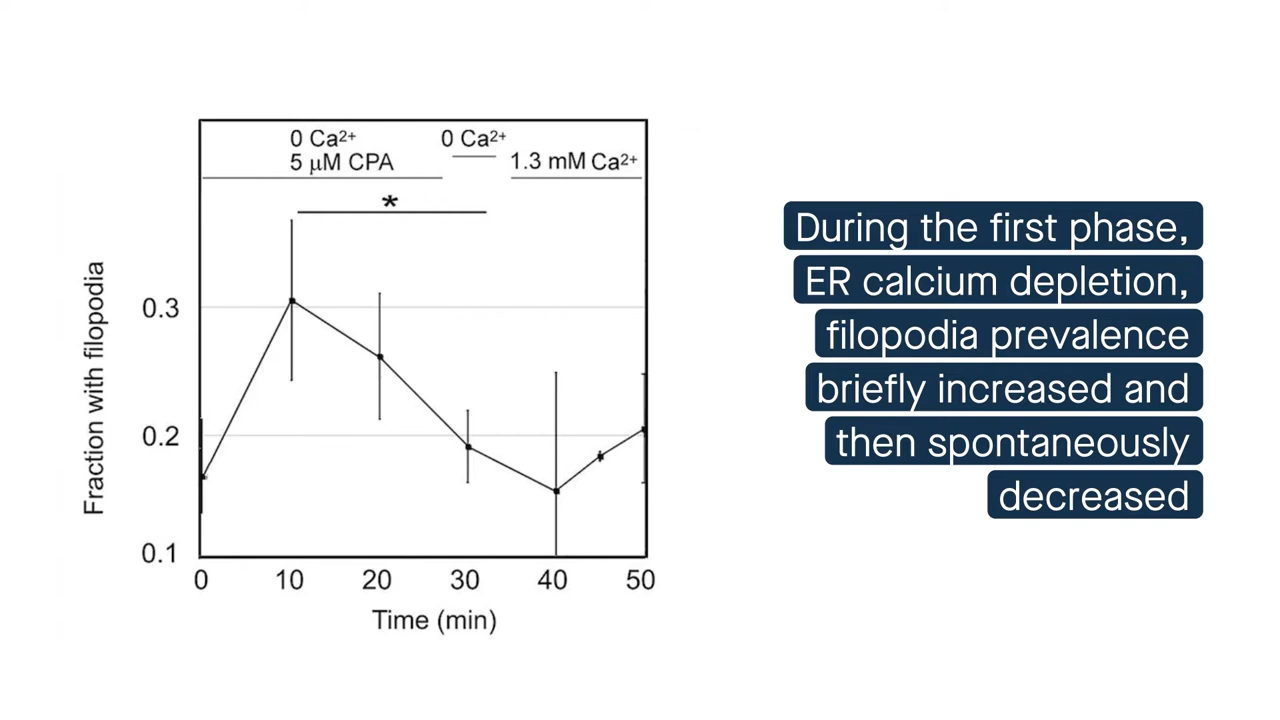 0 Ca²⁺
5 μM CPA
0 Ca²⁺
1.3 mM Ca²⁺
*
Fraction with filopodia
0.3
0.2
0.1
0 10 20 30 40 50
Time (min)
During the first phase,
ER calcium depletion,
filopodia prevalence
briefly increased and
then spontaneously
decreased